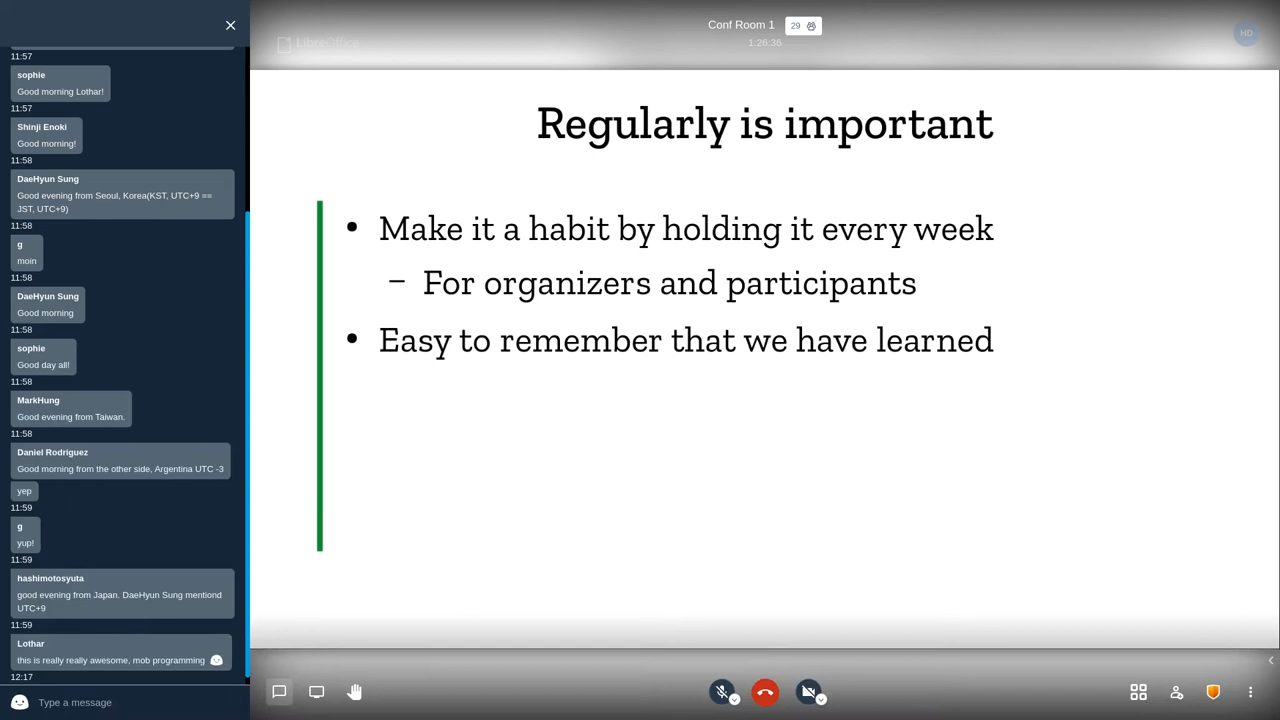 11:57
sophie
Good morning Lothar!
11:57
Shinji Enoki
Good morning!
11:58
DaeHyun Sung
Good evening from Seoul, Korea(KST, UTC+9 ==
JST, UTC+9)
11:58
g
moin
11:58
DaeHyun Sung
Good morning
11:58
sophie
Good day all!
11:58
MarkHung
Good evening from Taiwan.
11:58
Daniel Rodriguez
Good morning from the other side, Argentina UTC -3
yep
11:59
g
yup!
11:59
hashimotosyuta
good evening from Japan. DaeHyun Sung mentiond
UTC+9
11:59
Lothar
this is really really awesome, mob programming
12:17
Type a message
Conf Room 1
29
1:26:36
HD
LibreOffice
Regularly is important
• Make it a habit by holding it every week
– For organizers and participants
• Easy to remember that we have learned